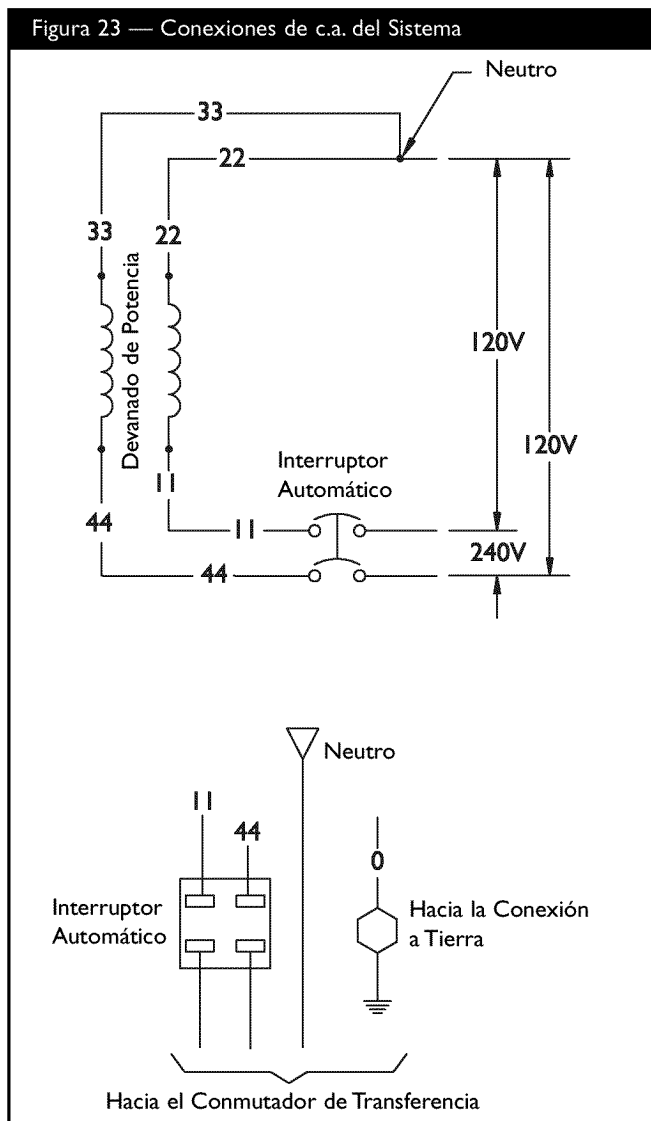 Figura 23 — Conexiones de c.a. del Sistema
Neutro
33
22
33
22
Devanado de Potencia
120V
120V
Interruptor
Automático
11
11
44
240V
44
Neutro
11
44
0
Interruptor
Automático
Hacia la Conexión
a Tierra
Hacia el Conmutador de Transferencia